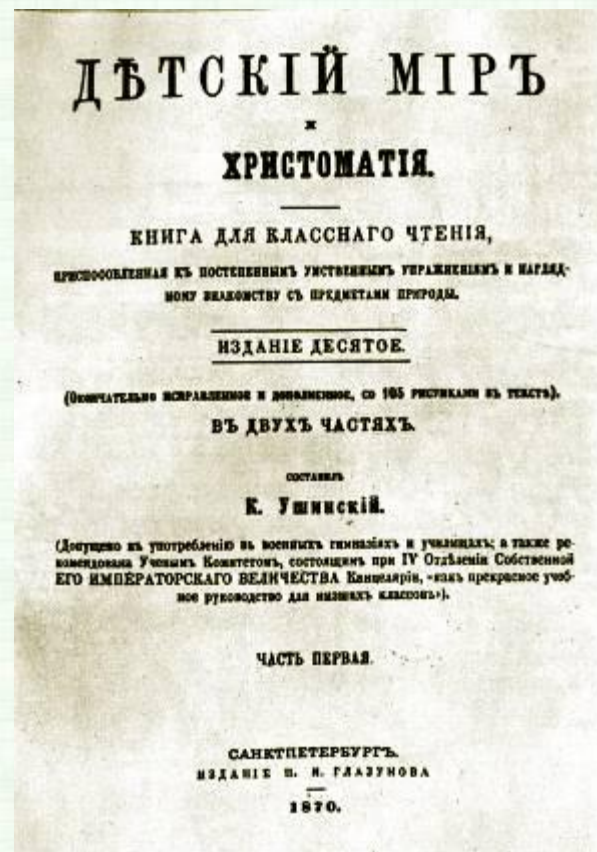 ДѢТСКІЙ МІРЪ
и
ХРИСТОМАТІЯ.
КНИГА ДЛЯ КЛАССНАГО ЧТЕНІЯ,
ПРИСПОСОБЛЕННАЯ КЪ ПОСТЕПЕННЫМЪ УМСТВЕННЫМЪ УПРАЖНЕНІЯМЪ И НАГЛЯД-
НОМУ ЗНАКОМСТВУ СЪ ПРЕДМЕТАМИ ПРИРОДЫ.
ИЗДАНІЕ ДЕСЯТОЕ.
(Окончательно исправленное и дополненное, со 105 рисунками въ текстѣ).
ВЪ ДВУХЪ ЧАСТЯХЪ.
СОСТАВИЛЪ
К. Ушинскій.
(Допущено къ употребленію въ военныхъ гимназіяхъ и училищахъ; а также ре-
комендована Ученымъ Комитетомъ, состоящимъ при IV Отдѣленіи Собственной
ЕГО ИМПЕРАТОРСКАГО ВЕЛИЧЕСТВА Канцеляріи, «какъ прекрасное учеб-
ное руководство для низшихъ классовъ»).
ЧАСТЬ ПЕРВАЯ.
САНКТПЕТЕРБУРГЪ.
ИЗДАНІЕ И. ГЛАЗУНОВА
1870.